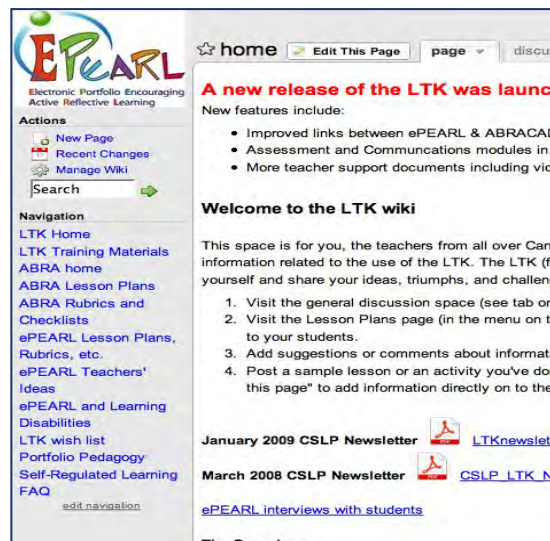 EPEARL
Electronic Portfolio Encouraging
Active Reflective Learning
Actions
New Page
Recent Changes
Manage Wiki
Search
Navigation
LTK Home
LTK Training Materials
ABRA home
ABRA Lesson Plans
ABRA Rubrics and
Checklists
ePEARL Lesson Plans,
Rubrics, etc.
ePEARL Teachers'
Ideas
ePEARL and Learning
Disabilities
LTK wish list
Portfolio Pedagogy
Self-Regulated Learning
FAQ
edit navigation
home Edit This Page page discu
A new release of the LTK was launc
New features include:
• Improved links between ePEARL & ABRACAD
• Assessment and Communcations modules in
• More teacher support documents including vid
Welcome to the LTK wiki
This space is for you, the teachers from all over Can
information related to the use of the LTK. The LTK (f
yourself and share your ideas, triumphs, and challeng
1. Visit the general discussion space (see tab or
2. Visit the Lesson Plans page (in the menu on t
to your students.
3. Add suggestions or comments about informat
4. Post a sample lesson or an activity you've do
this page" to add information directly on to the
January 2009 CSLP Newsletter PDF LTKnewslet
March 2008 CSLP Newsletter PDF CSLP_LTK_N
ePEARL interviews with students